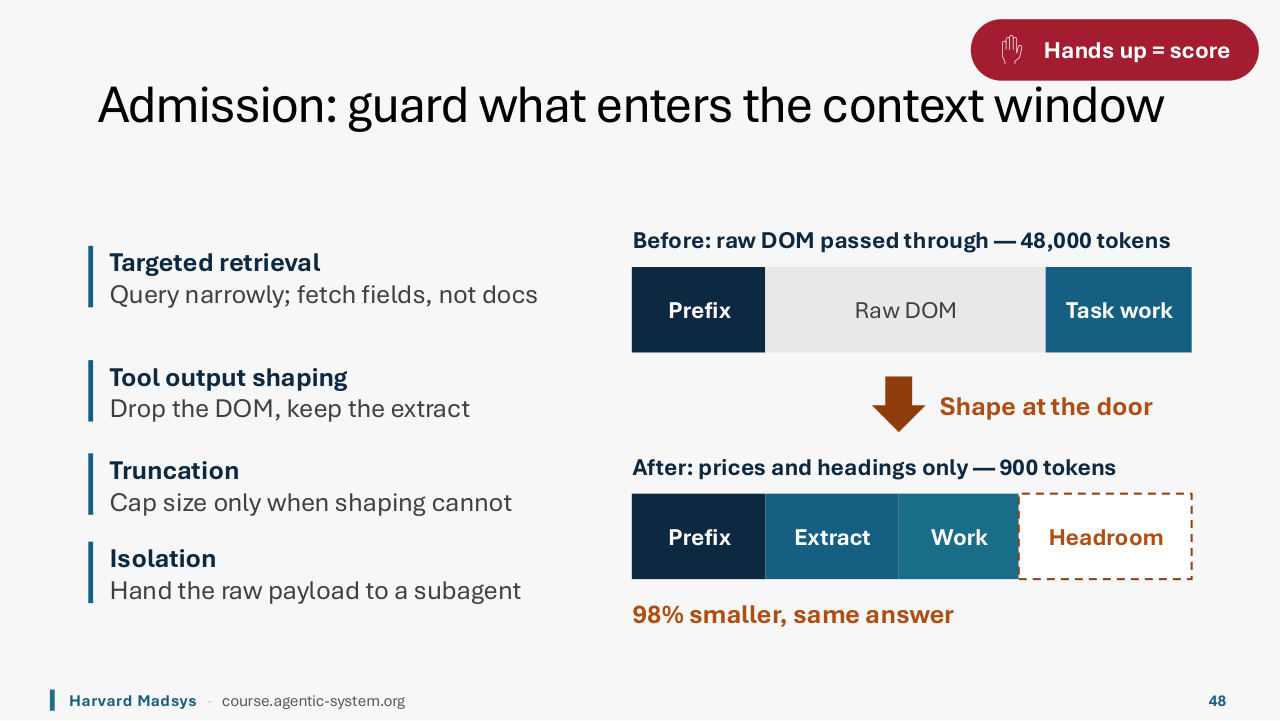 Hands up = score
Admission: guard what enters the context window
Targeted retrieval
Query narrowly; fetch fields, not docs
Tool output shaping
Drop the DOM, keep the extract
Truncation
Cap size only when shaping cannot
Isolation
Hand the raw payload to a subagent
Before: raw DOM passed through — 48,000 tokens
Prefix
Raw DOM
Task work
Shape at the door
After: prices and headings only — 900 tokens
Prefix
Extract
Work
Headroom
98% smaller, same answer
Harvard Madsys · course.agentic-system.org
48